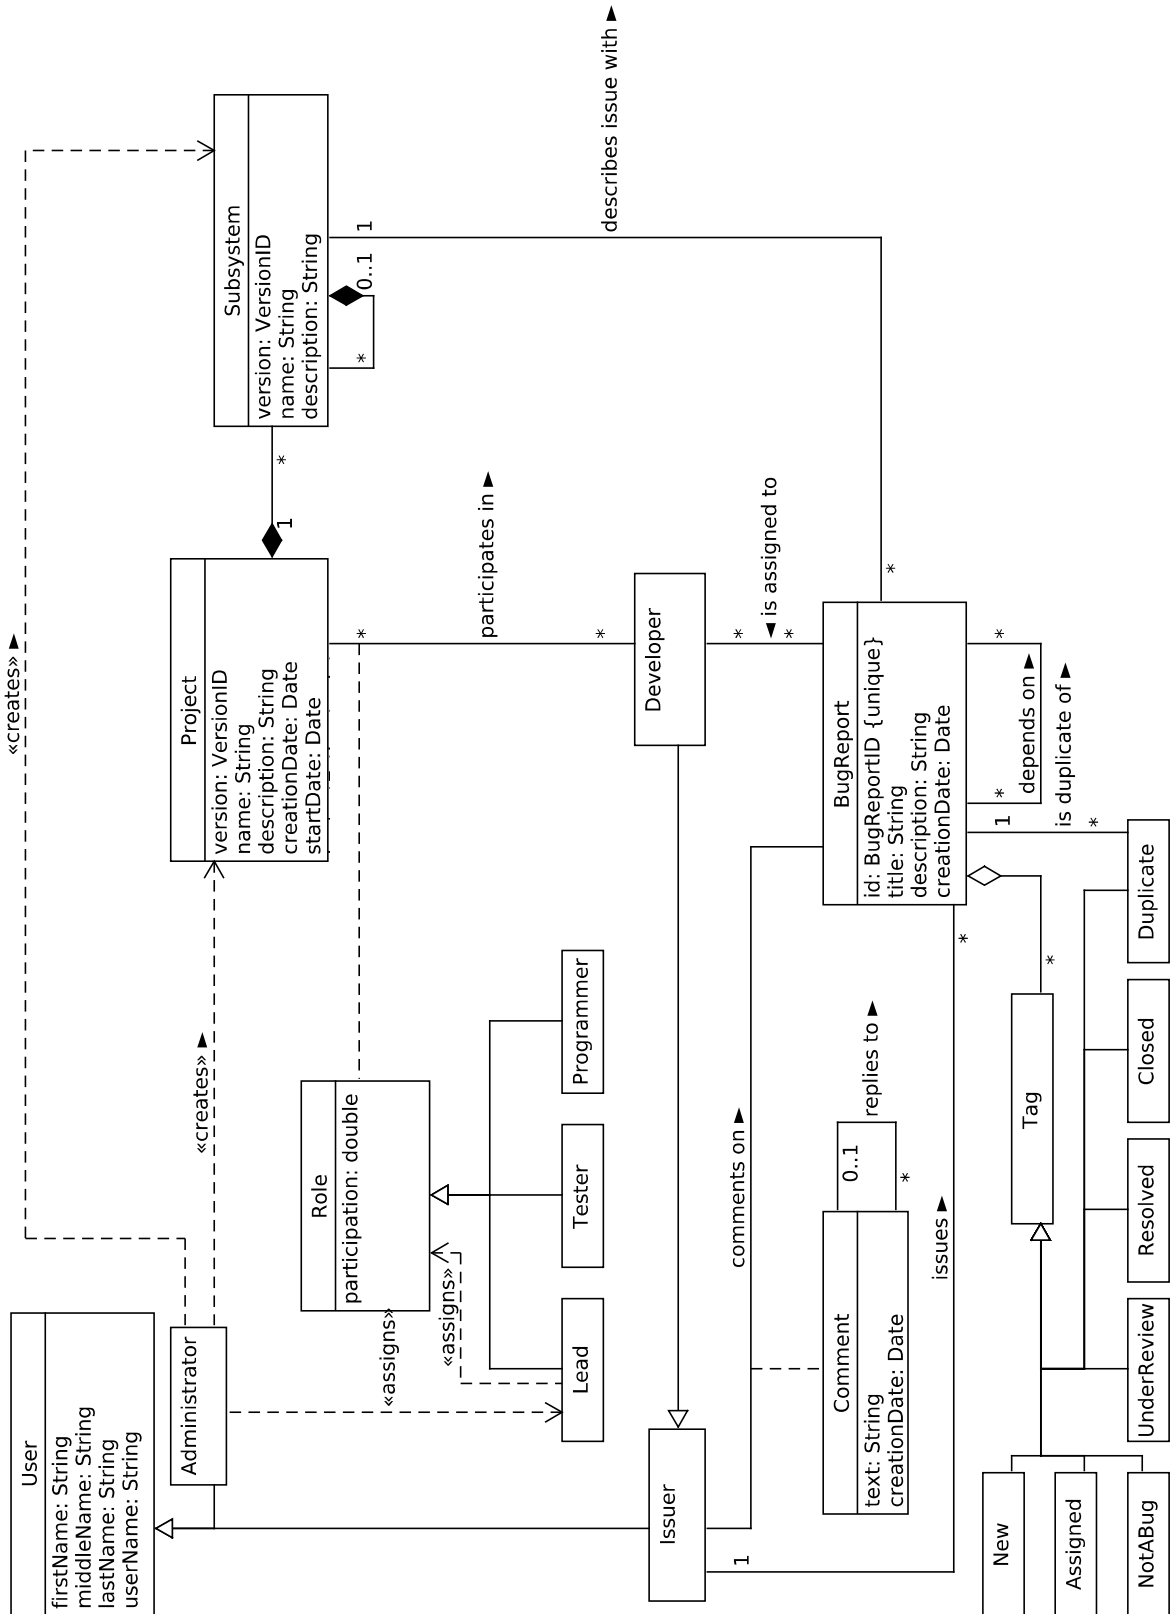 User
firstName: String
middleName: String
lastName: String
userName: String
Administrator
«creates» ►
«creates» ►
Project
version: VersionID
name: String
description: String
creationDate: Date
startDate: Date
1
*
Subsystem
version: VersionID
name: String
description: String
0..1
*
1
describes issue with ►
*
Role
participation: double
«assigns»
«assigns»
Lead
Tester
Programmer
*
participates in ►
*
Developer
*
◄ is assigned to
*
Issuer
comments on ►
1
issues ►
*
Comment
text: String
creationDate: Date
0..1
*
replies to ►
BugReport
id: BugReportID {unique}
title: String
description: String
creationDate: Date
*
depends on ►
*
1
is duplicate of ►
*
*
Tag
New
Assigned
NotABug
UnderReview
Resolved
Closed
Duplicate